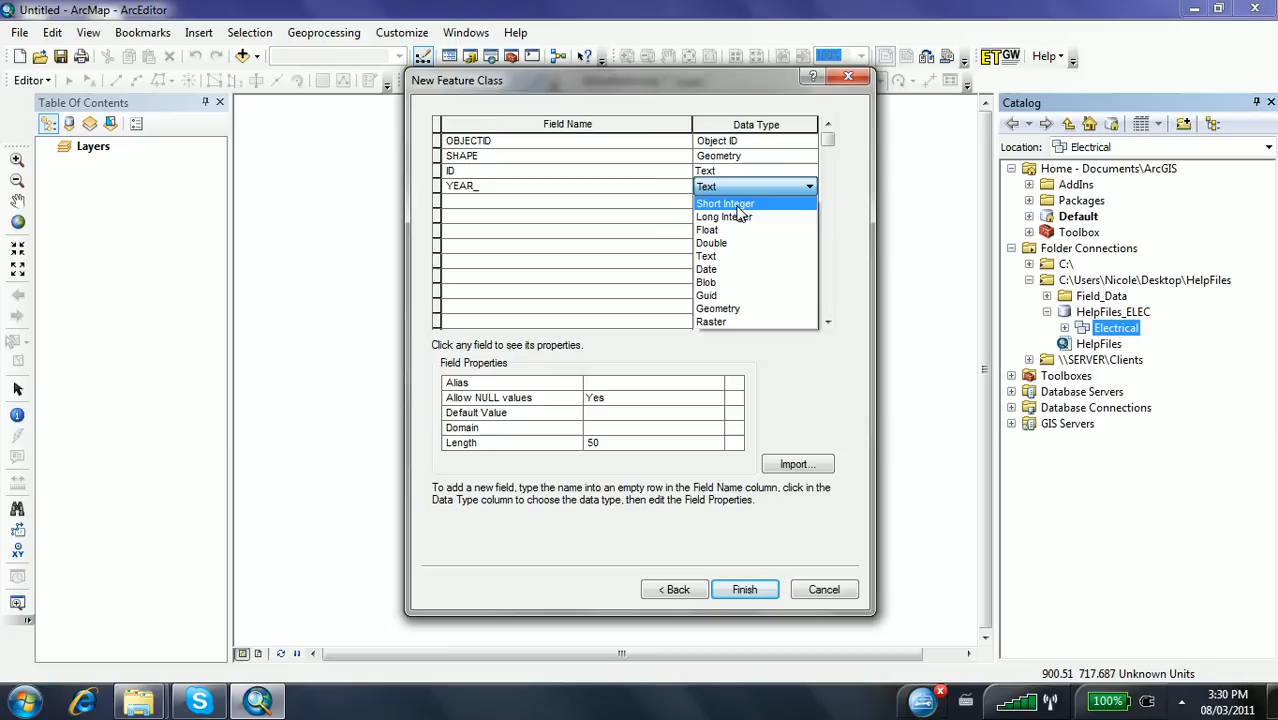 Untitled - ArcMap - ArcEditor
File Edit View Bookmarks Insert Selection Geoprocessing Customize Windows Help
100% ETGW Help
Editor
Table Of Contents
Layers
New Feature Class
Field Name Data Type
OBJECTID Object ID
SHAPE Geometry
ID Text
YEAR_ Text
Short Integer
Long Integer
Float
Double
Text
Date
Blob
Guid
Geometry
Raster
Click any field to see its properties.
Field Properties
Alias
Allow NULL values Yes
Default Value
Domain
Length 50
Import...
To add a new field, type the name into an empty row in the Field Name column, click in the
Data Type column to choose the data type, then edit the Field Properties.
< Back Finish Cancel
Catalog
Location: Electrical
Home - Documents\ArcGIS
AddIns
Packages
Default
Toolbox
Folder Connections
C:\
C:\Users\Nicole\Desktop\HelpFiles
Field_Data
HelpFiles_ELEC
Electrical
HelpFiles
\\SERVER\Clients
Toolboxes
Database Servers
Database Connections
GIS Servers
900.51 717.687 Unknown Units
100%
3:30 PM
08/03/2011